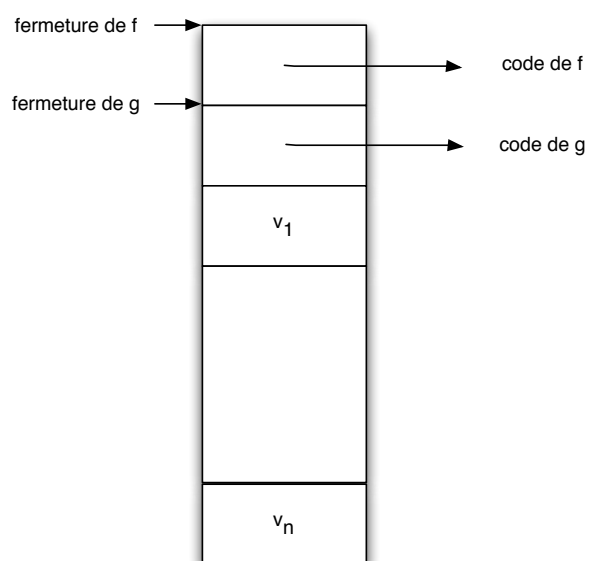 fermeture de f
code de f
fermeture de g
code de g
v1
vn